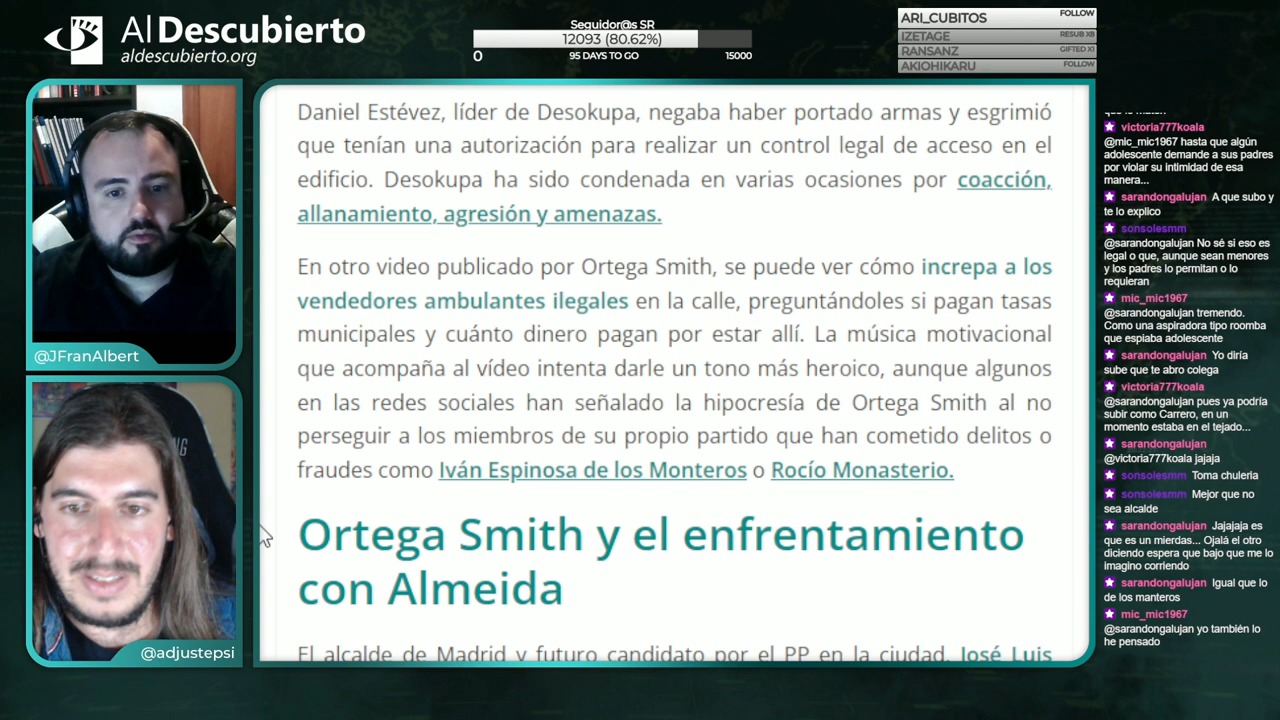 Al Descubierto
aldescubierto.org
Seguidor@s SR
12093 (80.62%)
0
95 DAYS TO GO
15000
ARI_CUBITOS FOLLOW
IZETAGE RESUB X8
RANSANZ GIFTED X1
AKIOHIKARU FOLLOW
Daniel Estévez, líder de Desokupa, negaba haber portado armas y esgrimió
que tenían una autorización para realizar un control legal de acceso en el
edificio. Desokupa ha sido condenada en varias ocasiones por coacción,
allanamiento, agresión y amenazas.
En otro video publicado por Ortega Smith, se puede ver cómo increpa a los
vendedores ambulantes ilegales en la calle, preguntándoles si pagan tasas
municipales y cuánto dinero pagan por estar allí. La música motivacional
que acompaña al vídeo intenta darle un tono más heroico, aunque algunos
en las redes sociales han señalado la hipocresía de Ortega Smith al no
perseguir a los miembros de su propio partido que han cometido delitos o
fraudes como Iván Espinosa de los Monteros o Rocío Monasterio.
Ortega Smith y el enfrentamiento
con Almeida
El alcalde de Madrid y futuro candidato por el PP en la ciudad, José Luis
@JFranAlbert
@adjustepsi
victoria777koala
@mic_mic1967 hasta que algún
adolescente demande a sus padres
por violar su intimidad de esa
manera...
sarandongalujan A que subo y
te lo explico
sonsolesmm
@sarandongalujan No sé si eso es
legal o que, aunque sean menores
y los padres lo permitan o lo
requieran
mic_mic1967
@sarandongalujan tremendo.
Como una aspiradora tipo roomba
que espiaba adolescente
sarandongalujan Yo diría
sube que te abro colega
victoria777koala
@sarandongalujan pues ya podría
subir como Carrero, en un
momento estaba en el tejado...
sarandongalujan
@victoria777koala jajaja
sonsolesmm Toma chuleria
sonsolesmm Mejor que no
sea alcalde
sarandongalujan Jajajaja es
que es un mierdas... Ojalá el otro
diciendo espera que bajo que me lo
imagino corriendo
sarandongalujan Igual que lo
de los manteros
mic_mic1967
@sarandongalujan yo también lo
he pensado